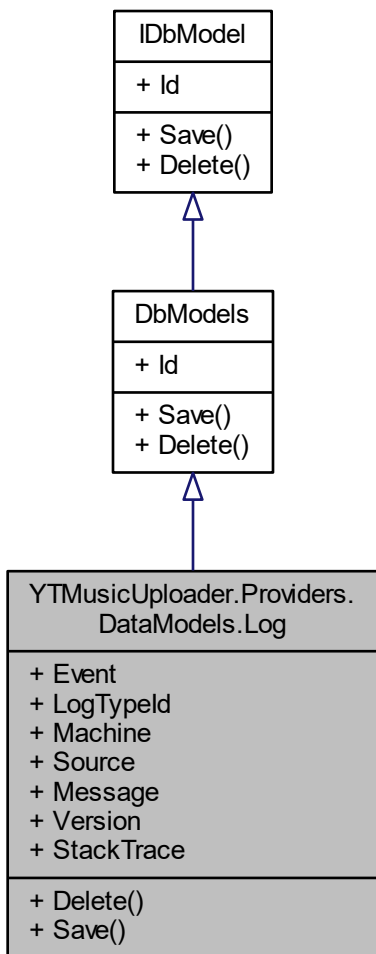 IDbModel
+ Id
+ Save()
+ Delete()
DbModels
+ Id
+ Save()
+ Delete()
YTMusicUploader.Providers.
DataModels.Log
+ Event
+ LogTypeId
+ Machine
+ Source
+ Message
+ Version
+ StackTrace
+ Delete()
+ Save()